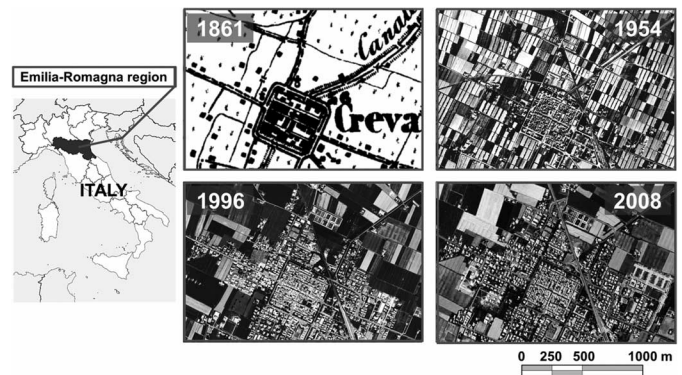 1861
Canal
Creva
1954
Emilia-Romagna region
ITALY
1996
2008
0 250 500 1000 m